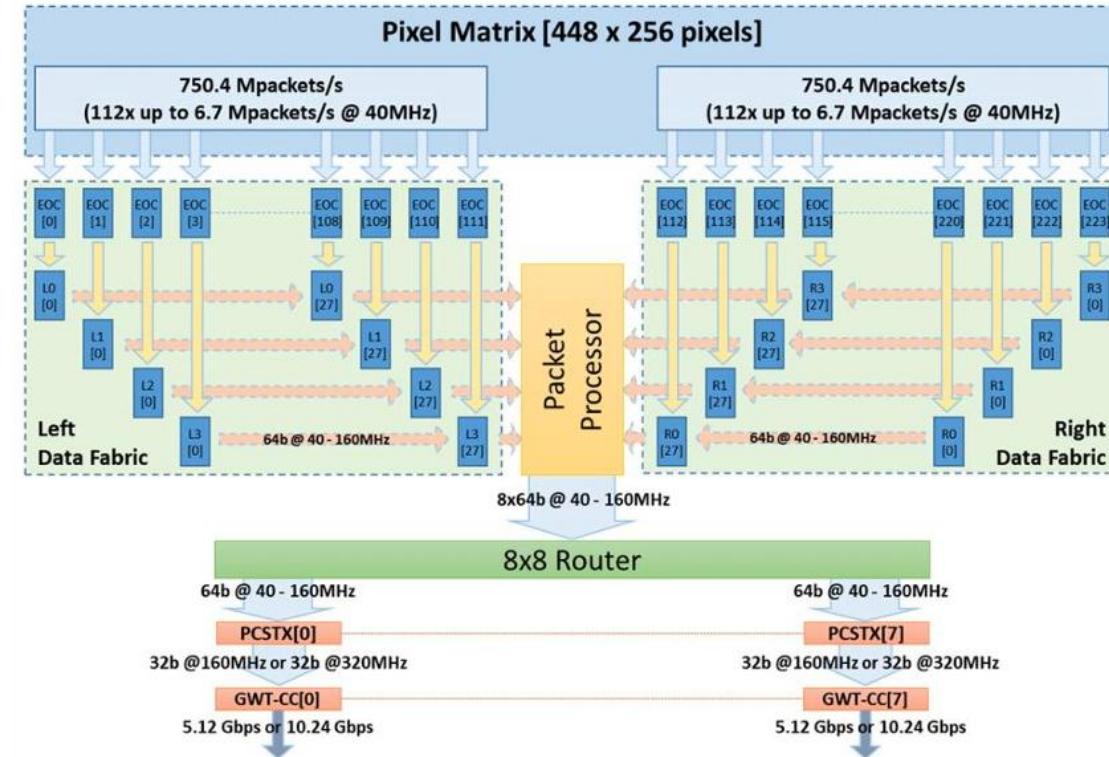 Pixel Matrix [448 x 256 pixels]
750.4 Mpackets/s
(112x up to 6.7 Mpackets/s @ 40MHz)
750.4 Mpackets/s
(112x up to 6.7 Mpackets/s @ 40MHz)
EOC
[0]
EOC
[1]
EOC
[2]
EOC
[3]
EOC
[108]
EOC
[109]
EOC
[110]
EOC
[111]
EOC
[112]
EOC
[113]
EOC
[114]
EOC
[115]
EOC
[220]
EOC
[221]
EOC
[222]
EOC
[223]
L0
[0]
L0
[27]
R3
[27]
R3
[0]
L1
[0]
L1
[27]
R2
[27]
R2
[0]
L2
[0]
L2
[27]
R1
[27]
R1
[0]
L3
[0]
64b @ 40 - 160MHz
L3
[27]
R0
[27]
64b @ 40 - 160MHz
R0
[0]
Left
Data Fabric
Packet
Processor
Right
Data Fabric
8x64b @ 40 - 160MHz
8x8 Router
64b @ 40 - 160MHz
64b @ 40 - 160MHz
PCSTX[0]
PCSTX[7]
32b @160MHz or 32b @320MHz
32b @160MHz or 32b @320MHz
GWT-CC[0]
GWT-CC[7]
5.12 Gbps or 10.24 Gbps
5.12 Gbps or 10.24 Gbps